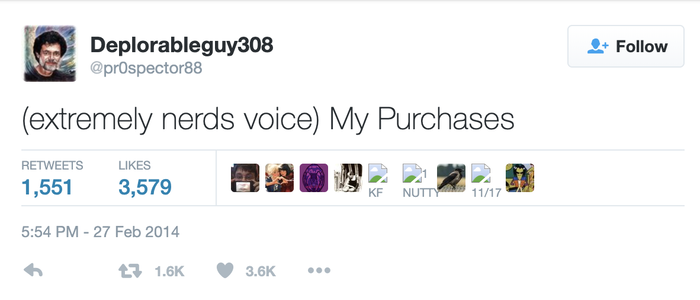 Deplorableguy308
@pr0spector88
Follow
(extremely nerds voice) My Purchases
RETWEETS LIKES
1,551 3,579
KF
1
NUTTY
11/17
5:54 PM - 27 Feb 2014
1.6K 3.6K